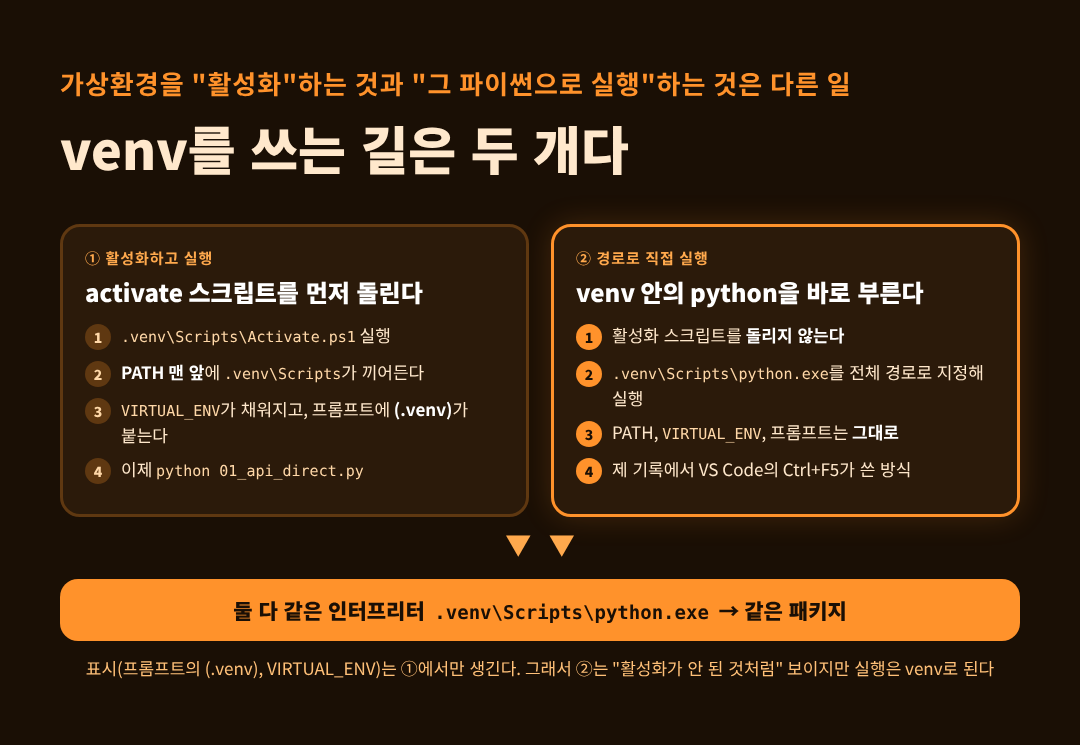 가상환경을 "활성화"하는 것과 "그 파이썬으로 실행"하는 것은 다른 일
venv를 쓰는 길은 두 개다
① 활성화하고 실행
activate 스크립트를 먼저 돌린다
1 .venv\Scripts\Activate.ps1 실행
2 PATH 맨 앞에 .venv\Scripts가 끼어든다
3 VIRTUAL_ENV가 채워지고, 프롬프트에 (.venv)가
붙는다
4 이제 python 01_api_direct.py
② 경로로 직접 실행
venv 안의 python을 바로 부른다
1 활성화 스크립트를 돌리지 않는다
2 .venv\Scripts\python.exe를 전체 경로로 지정해
실행
3 PATH, VIRTUAL_ENV, 프롬프트는 그대로
4 제 기록에서 VS Code의 Ctrl+F5가 쓴 방식
▼ ▼
둘 다 같은 인터프리터 .venv\Scripts\python.exe → 같은 패키지
표시(프롬프트의 (.venv), VIRTUAL_ENV)는 ①에서만 생긴다. 그래서 ②는 "활성화가 안 된 것처럼" 보이지만 실행은 venv로 된다